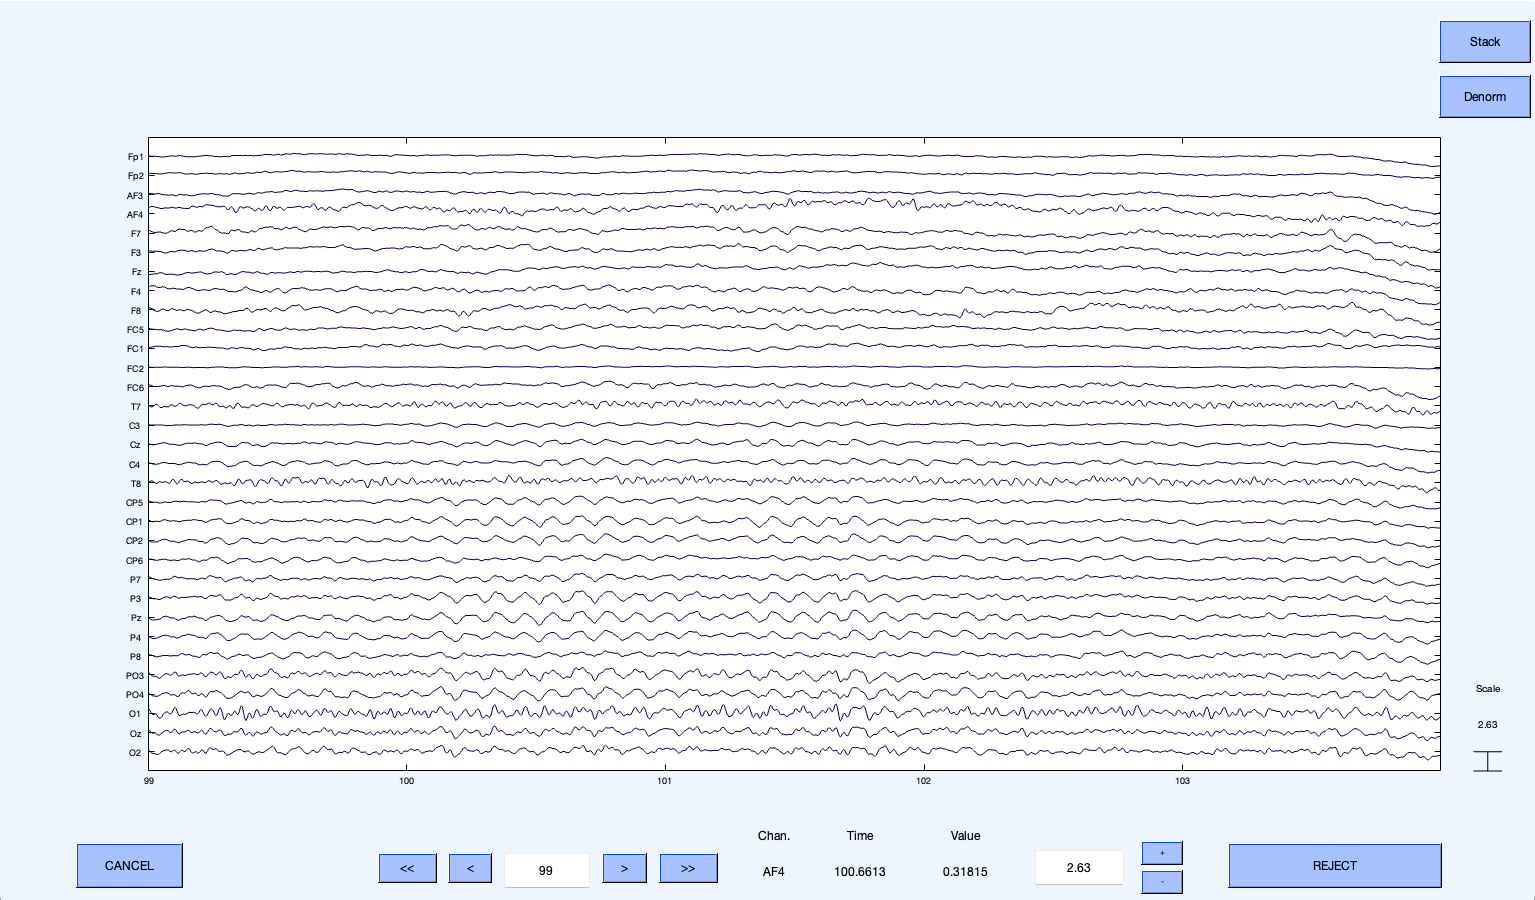 Stack
Denorm
Fp1
Fp2
AF3
AF4
F7
F3
Fz
F4
F8
FC5
FC1
FC2
FC6
T7
C3
Cz
C4
T8
CP5
CP1
CP2
CP6
P7
P3
Pz
P4
P8
PO3
PO4
O1
Oz
O2
99 100 101 102 103
Scale
2.63
Chan. Time Value
CANCEL << < 99 > >> AF4 100.6613 0.31815 2.63 + - REJECT